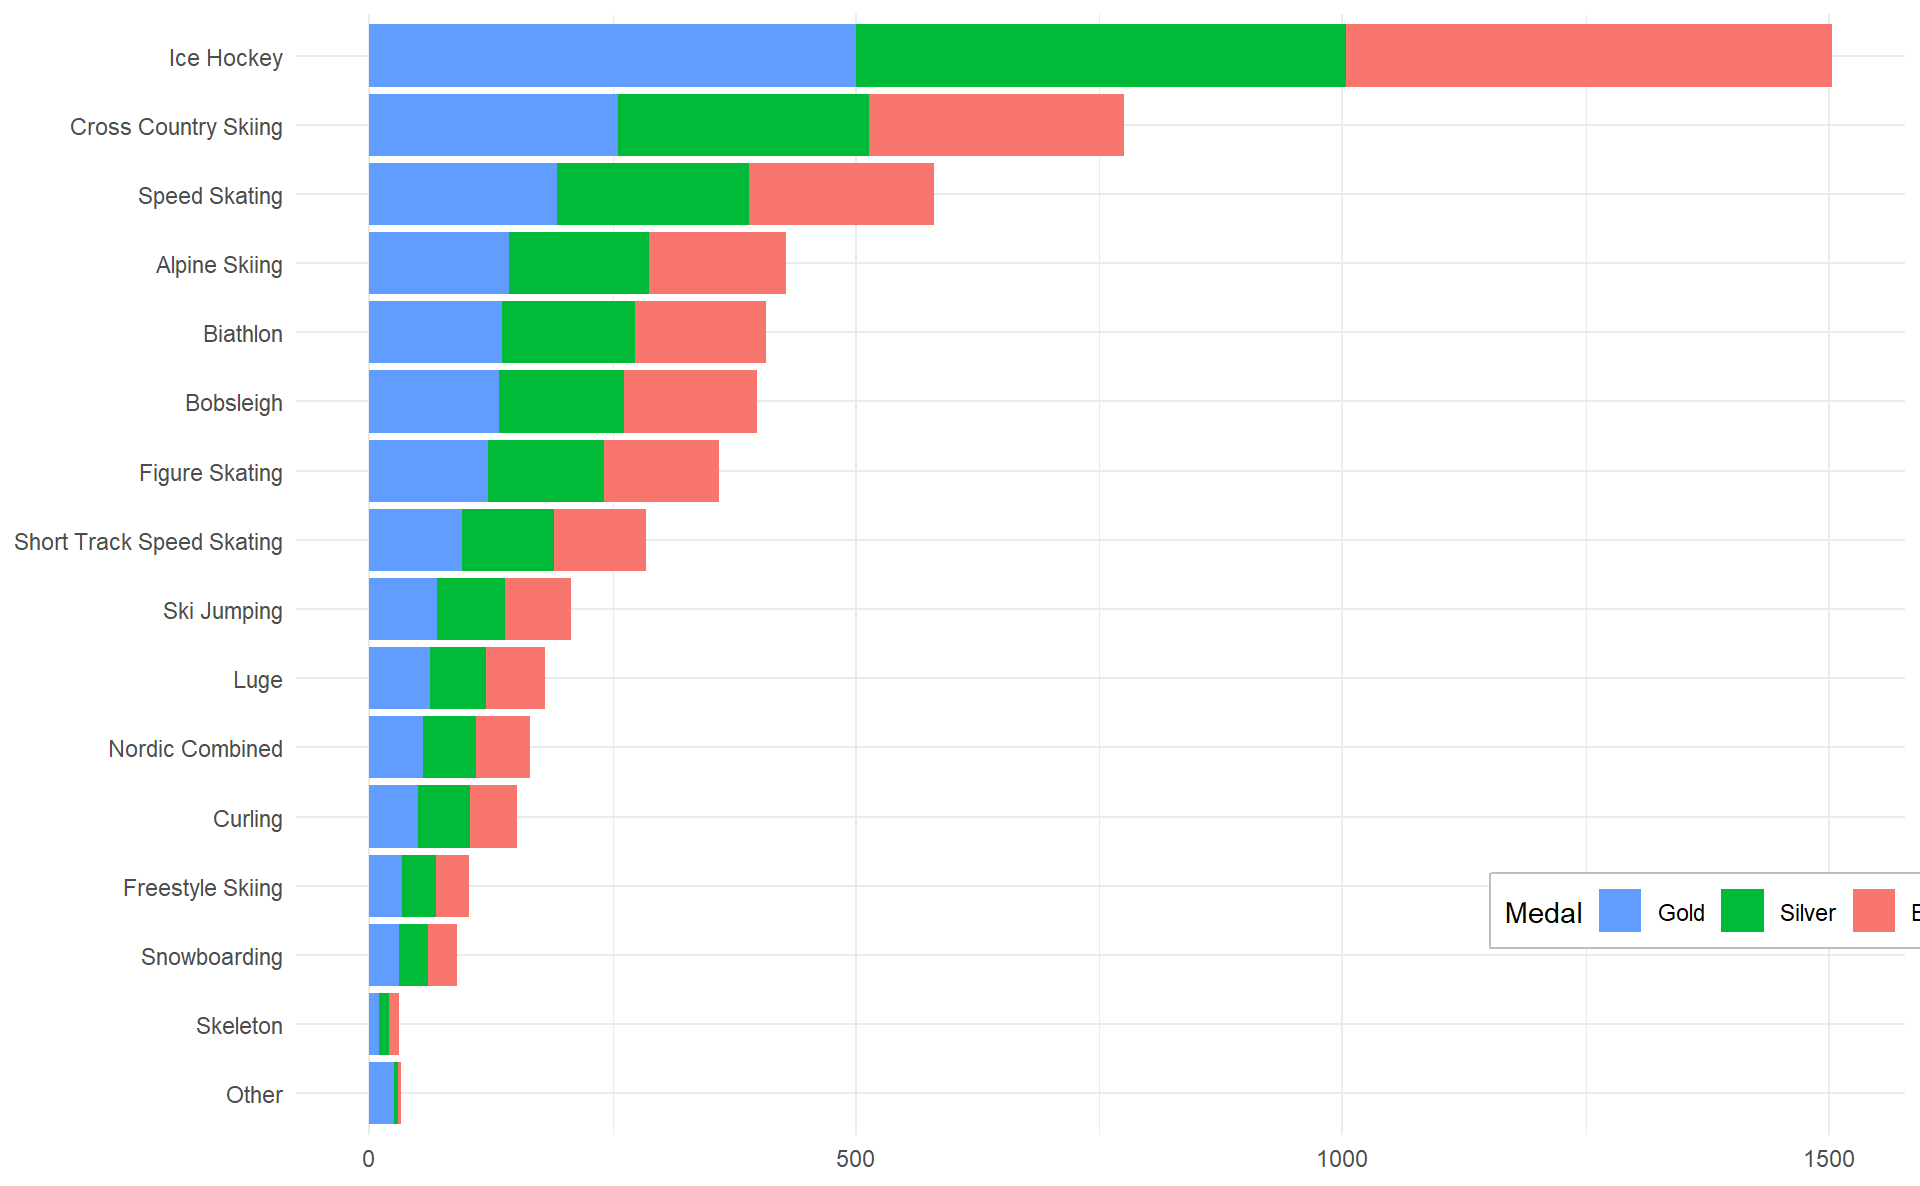 Ice Hockey
Cross Country Skiing
Speed Skating
Alpine Skiing
Biathlon
Bobsleigh
Figure Skating
Short Track Speed Skating
Ski Jumping
Luge
Nordic Combined
Curling
Freestyle Skiing
Medal Gold Silver
Snowboarding
Skeleton
Other
0 500 1000 1500